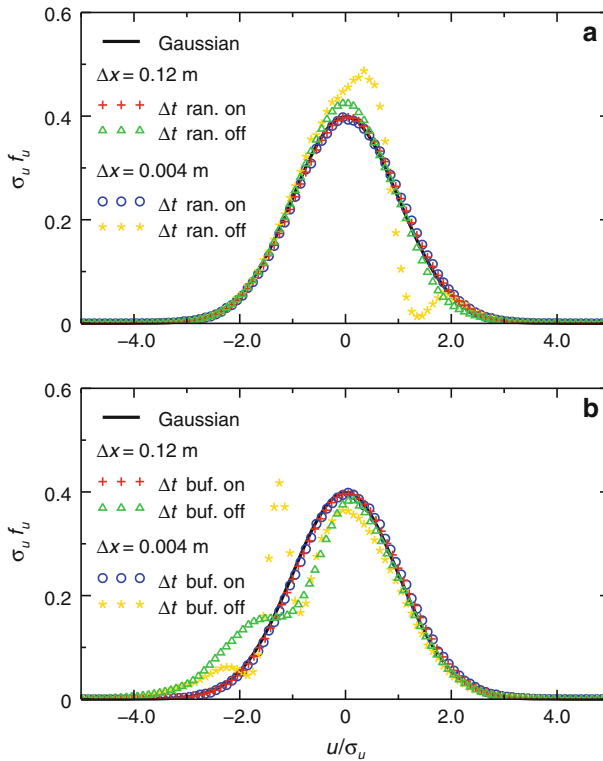 0.6
Gaussian
a
Δx = 0.12 m
+ + + Δt ran. on
0.4
Δt ran. off
σu fu
Δx = 0.004 m
Δt ran. on
0.2
Δt ran. off
0
−4.0 −2.0 0 2.0
0.6
Gaussian
b
Δx = 0.12 m
+ + + Δt buf. on
0.4
Δt buf. off
σu fu
Δx = 0.004 m
Δt buf. on
0.2
Δt buf. off
0
−4.0 −2.0 0 2.0 4.0
u/σu